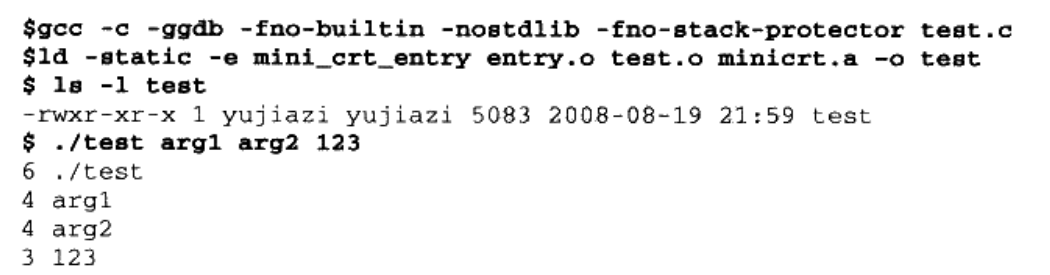 $gcc -c -ggdb -fno-builtin -nostdlib -fno-stack-protector test.c
$ld -static -e mini_crt_entry entry.o test.o minicrt.a -o test
$ ls -l test
-rwxr-xr-x 1 yujiazi yujiazi 5083 2008-08-19 21:59 test
$ ./test arg1 arg2 123
6 ./test
4 arg1
4 arg2
3 123